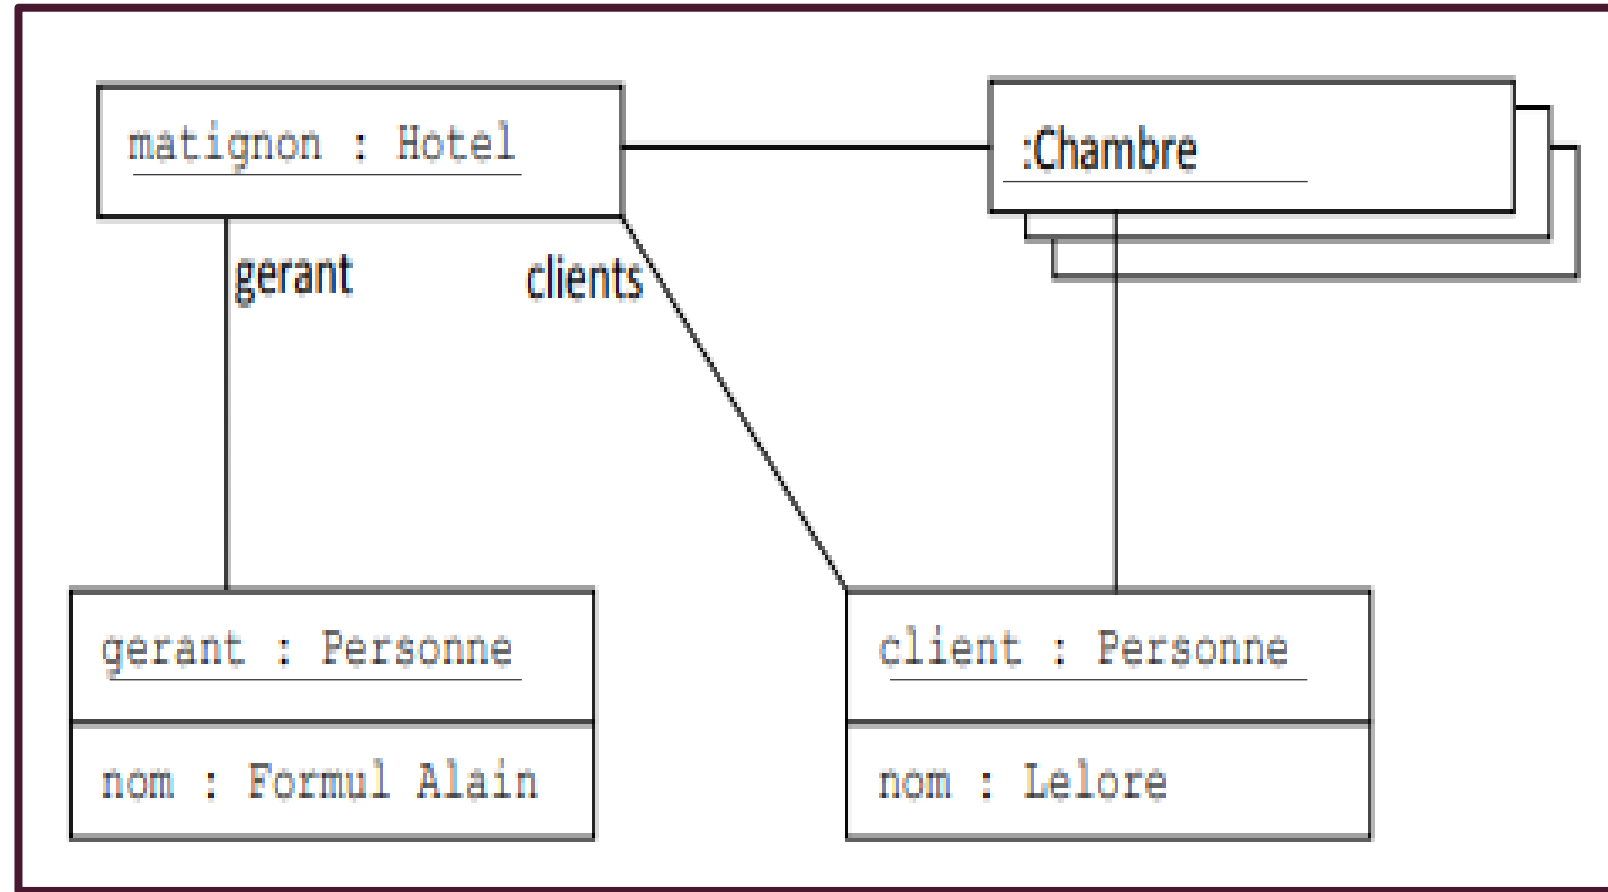 matignon : Hotel
:Chambre
gerant
clients
gerant : Personne
nom : Formul Alain
client : Personne
nom : Lelore